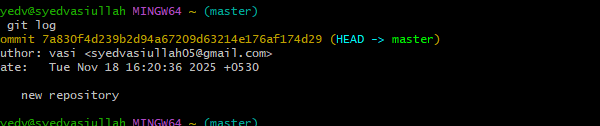 yedv@syedvasiullah MINGW64 ~ (master)
git log
ommit 7a830f4d239b2d94a67209d63214e176af174d29 (HEAD -> master)
uthor: vasi <syedvasiullah05@gmail.com>
ate:   Tue Nov 18 16:20:36 2025 +0530
new repository
yedv@syedvasiullah MINGW64 ~ (master)